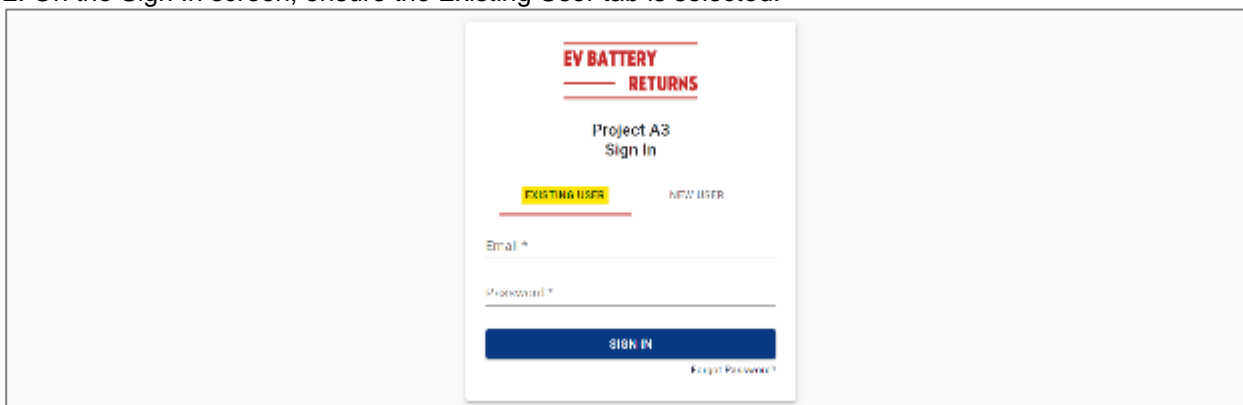 2. On the Sign In screen, ensure the Existing User tab is selected.
EV BATTERY
RETURNS
Project A3
Sign In
EXISTING USER NEW USER
Email *
Password *
SIGN IN
Forgot Password?